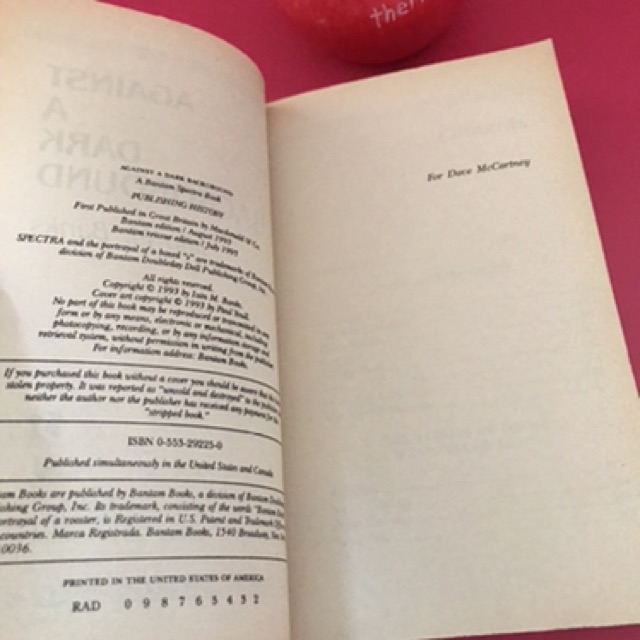 then
AGAINST A DARK BACKGROUND
A Bantam Spectra Book
PUBLISHING HISTORY
First Published in Great Britain by Macdonald & Co.
Bantam edition / August 1993
Bantam reissue edition / July 1995
SPECTRA and the portrayal of a boxed "s" are trademarks of Bantam
division of Bantam Doubleday Dell Publishing Group, Inc.
All rights reserved.
Copyright © 1993 by Iain M. Banks.
Cover art copyright © 1993 by Paul Youll.
No part of this book may be reproduced or transmitted in any
form or by any means, electronic or mechanical, including
photocopying, recording, or by any information storage and
retrieval system, without permission in writing from the publisher.
For information address: Bantam Books.
If you purchased this book without a cover you should be aware that this
stolen property. It was reported as "unsold and destroyed" to the
neither the author nor the publisher has received any payment for this
"stripped book."
ISBN 0-553-29225-0
Published simultaneously in the United States and Canada
am Books are published by Bantam Books, a division of Bantam
ishing Group, Inc. Its trademark, consisting of the words "Bantam
ortrayal of a rooster, is Registered in U.S. Patent and Trademark
countries. Marca Registrada. Bantam Books, 1540 Broadway, New
0036.
PRINTED IN THE UNITED STATES OF AMERICA
RAD 0 9 8 7 6 5 4 3 2
For Dave McCartney